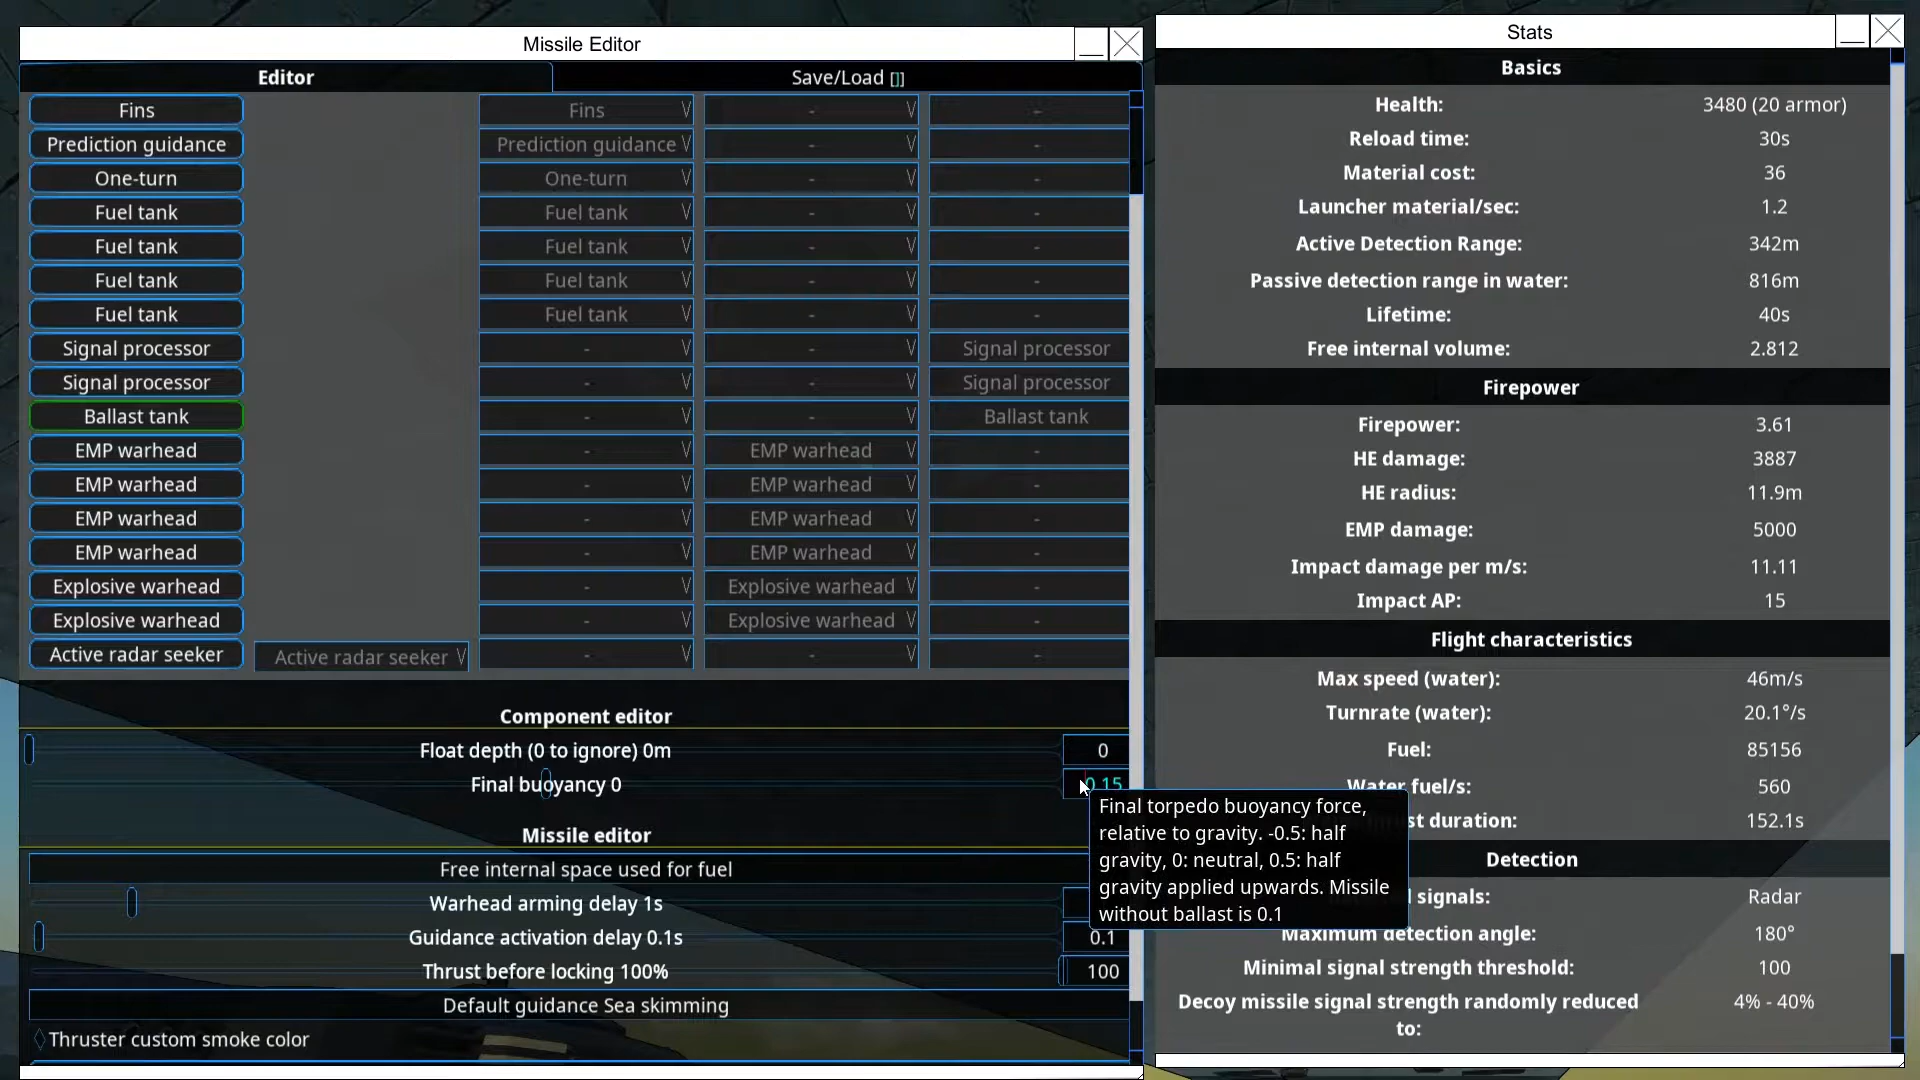 Missile Editor
Editor
Save/Load []
Fins
Fins
V
-
V
-
Prediction guidance
Prediction guidance
V
-
V
-
One-turn
One-turn
V
-
V
-
Fuel tank
Fuel tank
V
-
V
-
Fuel tank
Fuel tank
V
-
V
-
Fuel tank
Fuel tank
V
-
V
-
Fuel tank
Fuel tank
V
-
V
-
Signal processor
-
V
-
V
Signal processor
Signal processor
-
V
-
V
Signal processor
Ballast tank
-
V
-
V
Ballast tank
EMP warhead
-
V
EMP warhead
V
-
EMP warhead
-
V
EMP warhead
V
-
EMP warhead
-
V
EMP warhead
V
-
EMP warhead
-
V
EMP warhead
V
-
Explosive warhead
-
V
Explosive warhead
V
-
Explosive warhead
-
V
Explosive warhead
V
-
Active radar seeker
Active radar seeker
V
-
V
-
V
-
Component editor
Float depth (0 to ignore) 0m
0
Final buoyancy 0
0.15
Missile editor
Free internal space used for fuel
Warhead arming delay 1s
Guidance activation delay 0.1s
0.1
Thrust before locking 100%
100
Default guidance Sea skimming
Thruster custom smoke color
Final torpedo buoyancy force,
relative to gravity. -0.5: half
gravity, 0: neutral, 0.5: half
gravity applied upwards. Missile
without ballast is 0.1
Stats
Basics
Health:
3480 (20 armor)
Reload time:
30s
Material cost:
36
Launcher material/sec:
1.2
Active Detection Range:
342m
Passive detection range in water:
816m
Lifetime:
40s
Free internal volume:
2.812
Firepower
Firepower:
3.61
HE damage:
3887
HE radius:
11.9m
EMP damage:
5000
Impact damage per m/s:
11.11
Impact AP:
15
Flight characteristics
Max speed (water):
46m/s
Turnrate (water):
20.1°/s
Fuel:
85156
Water fuel/s:
560
duration:
152.1s
Detection
signals:
Radar
Maximum detection angle:
180°
Minimal signal strength threshold:
100
Decoy missile signal strength randomly reduced
to:
4% - 40%